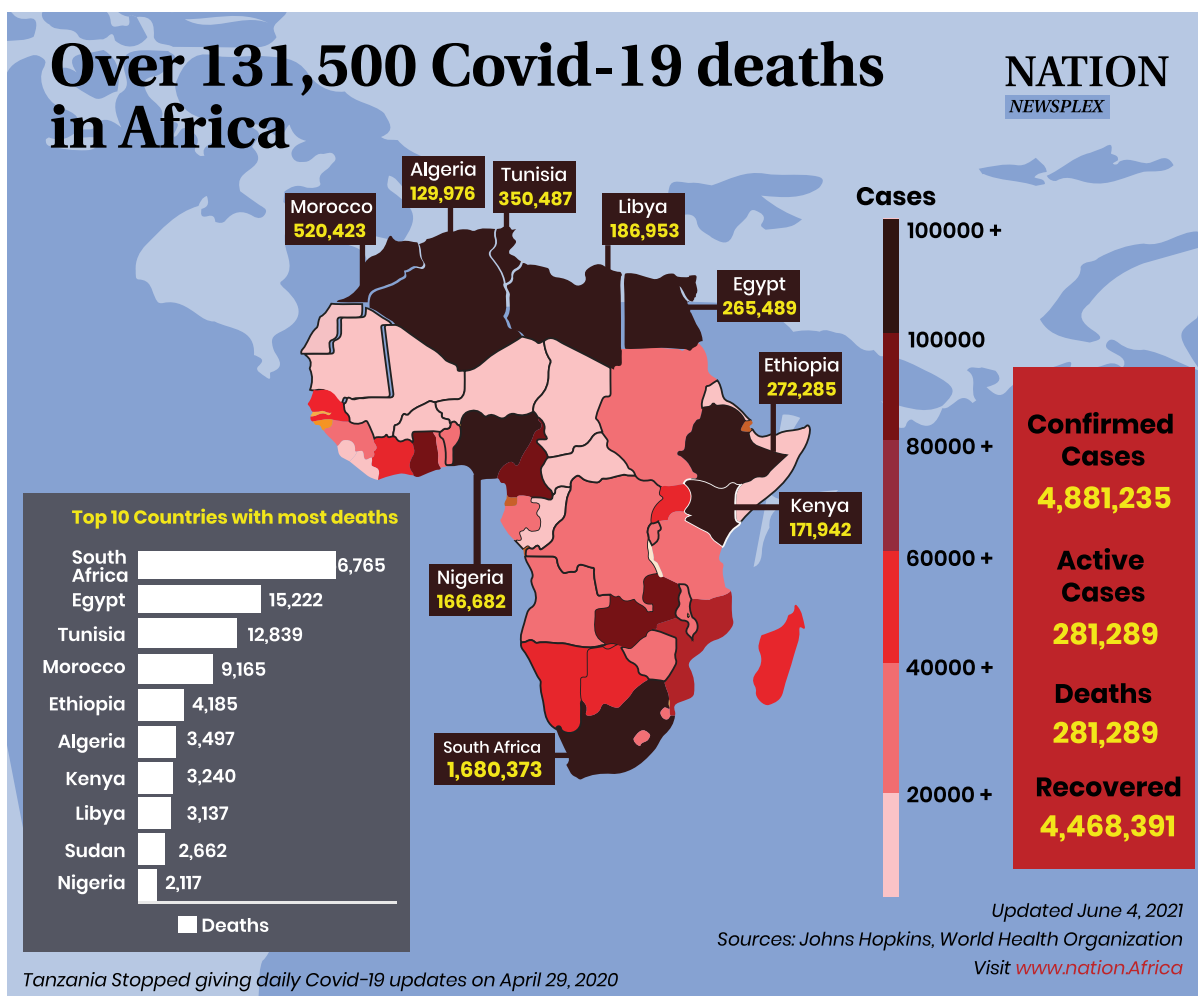 Over 131,500 Covid-19 deaths
in Africa
NATION
NEWSPLEX
Algeria
129,976
Tunisia
350,487
Morocco
520,423
Libya
186,953
Egypt
265,489
Ethiopia
272,285
Kenya
171,942
Nigeria
166,682
South Africa
1,680,373
Cases
100000 +
100000
80000 +
60000 +
40000 +
20000 +
Confirmed
Cases
4,881,235
Active
Cases
281,289
Deaths
281,289
Recovered
4,468,391
Top 10 Countries with most deaths
South
Africa 6,765
Egypt 15,222
Tunisia 12,839
Morocco 9,165
Ethiopia 4,185
Algeria 3,497
Kenya 3,240
Libya 3,137
Sudan 2,662
Nigeria 2,117
Deaths
Updated June 4, 2021
Sources: Johns Hopkins, World Health Organization
Visit www.nation.Africa
Tanzania Stopped giving daily Covid-19 updates on April 29, 2020